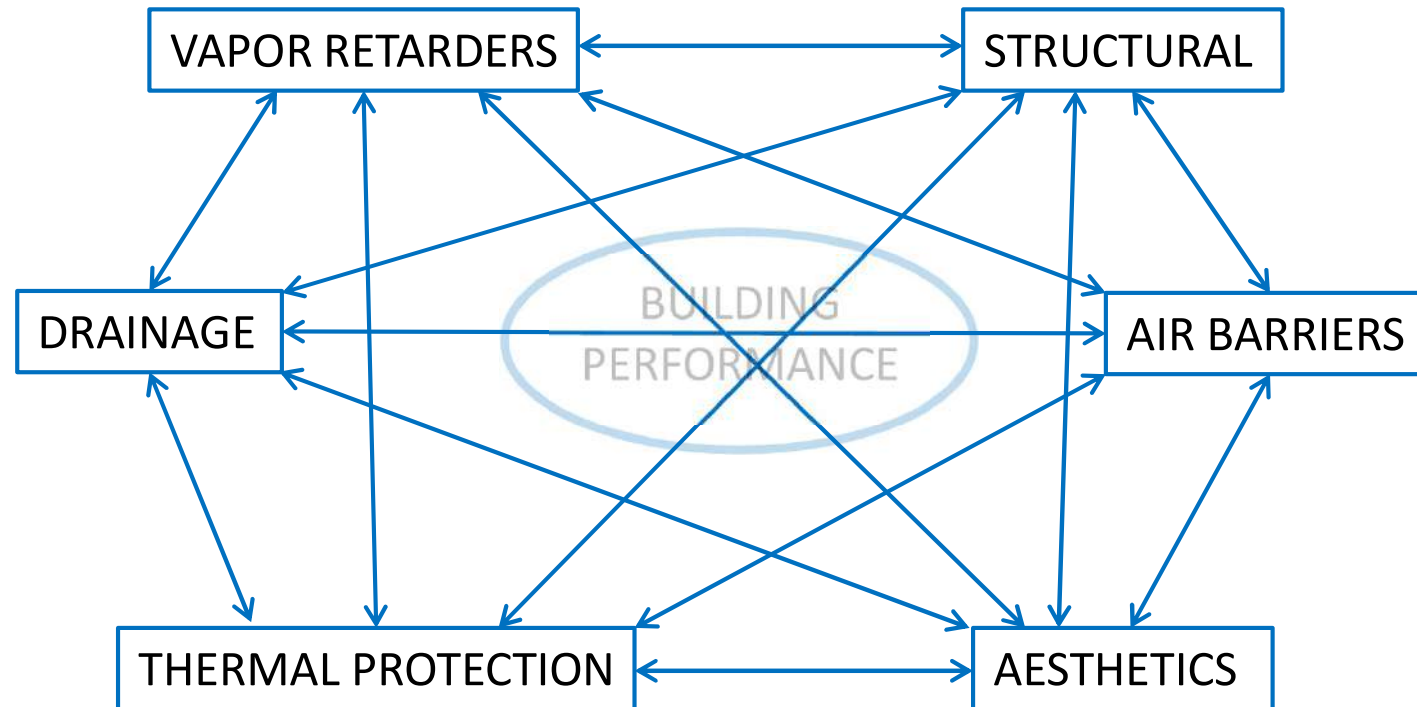 VAPOR RETARDERS
STRUCTURAL
BUILDING
PERFORMANCE
DRAINAGE
AIR BARRIERS
THERMAL PROTECTION
AESTHETICS